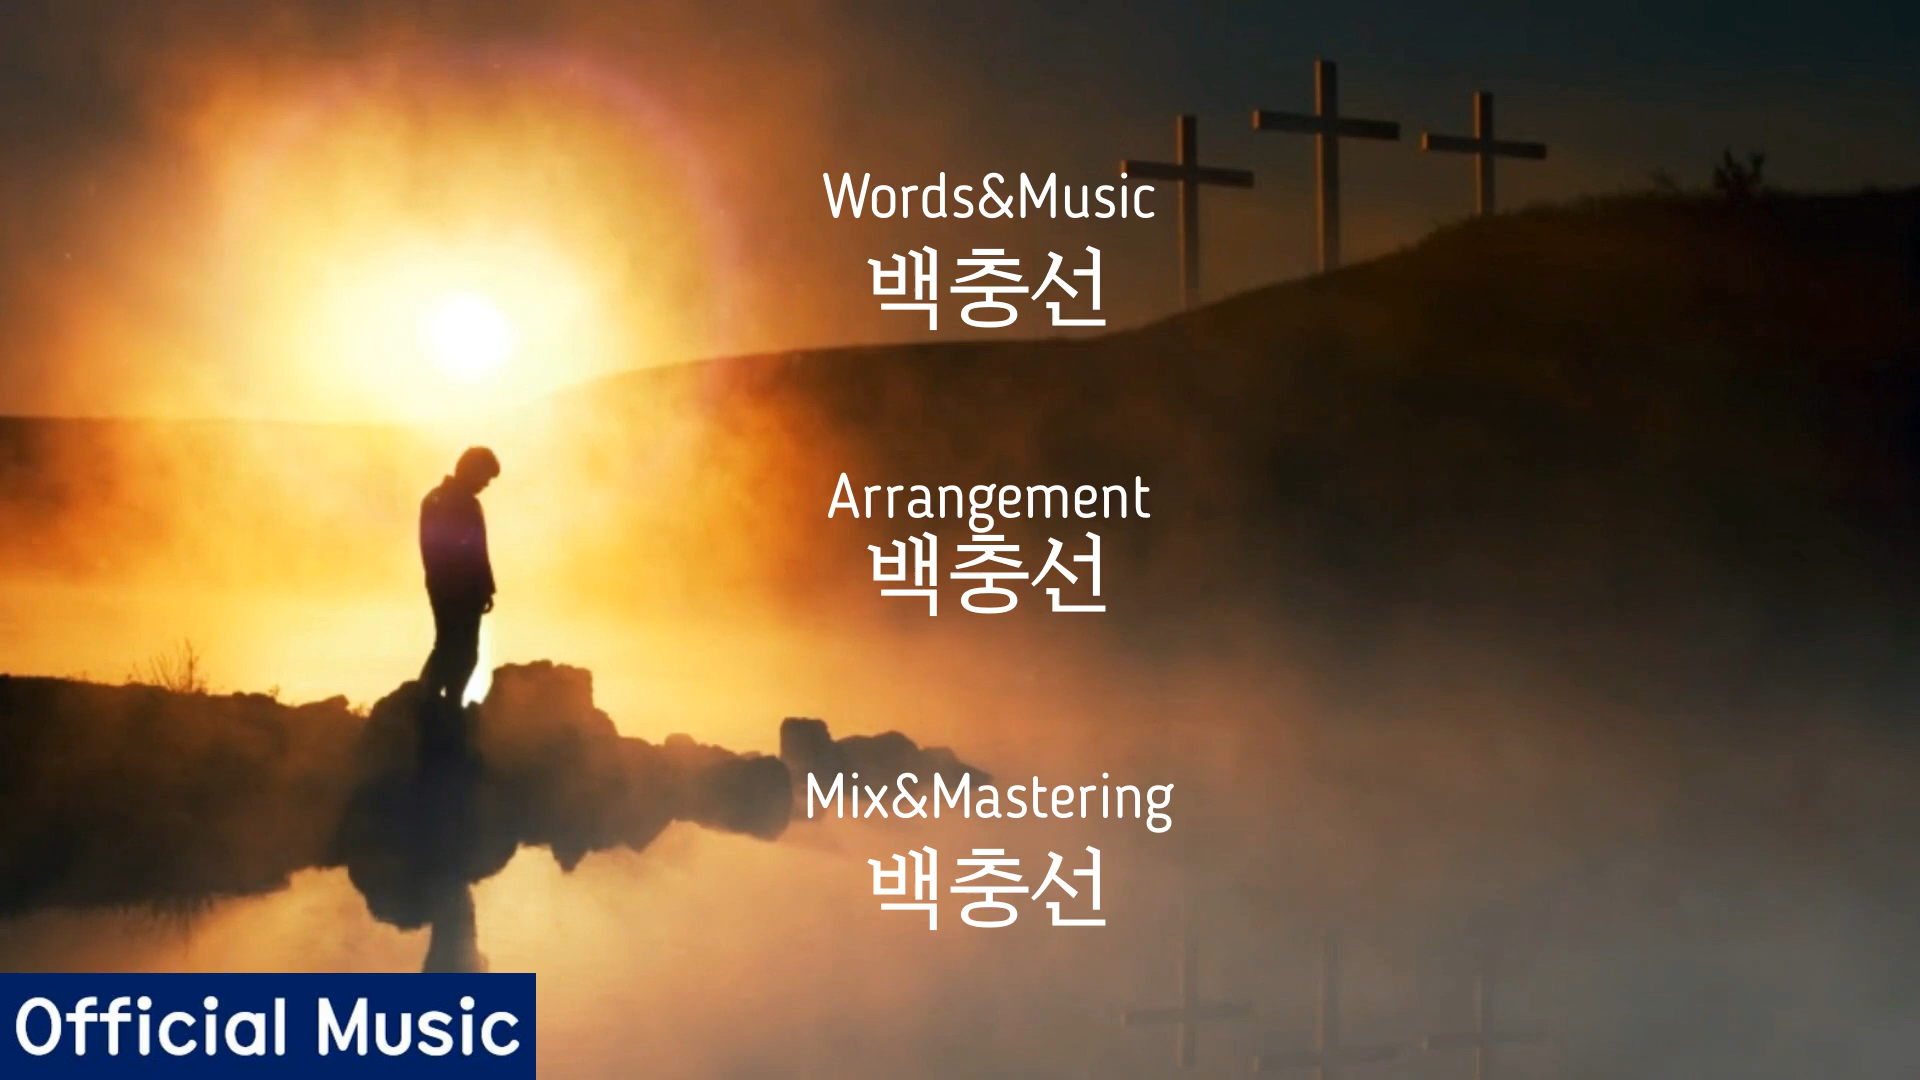 Words&Music
백충선
Arrangement
백충선
Mix&Mastering
백충선
Official Music